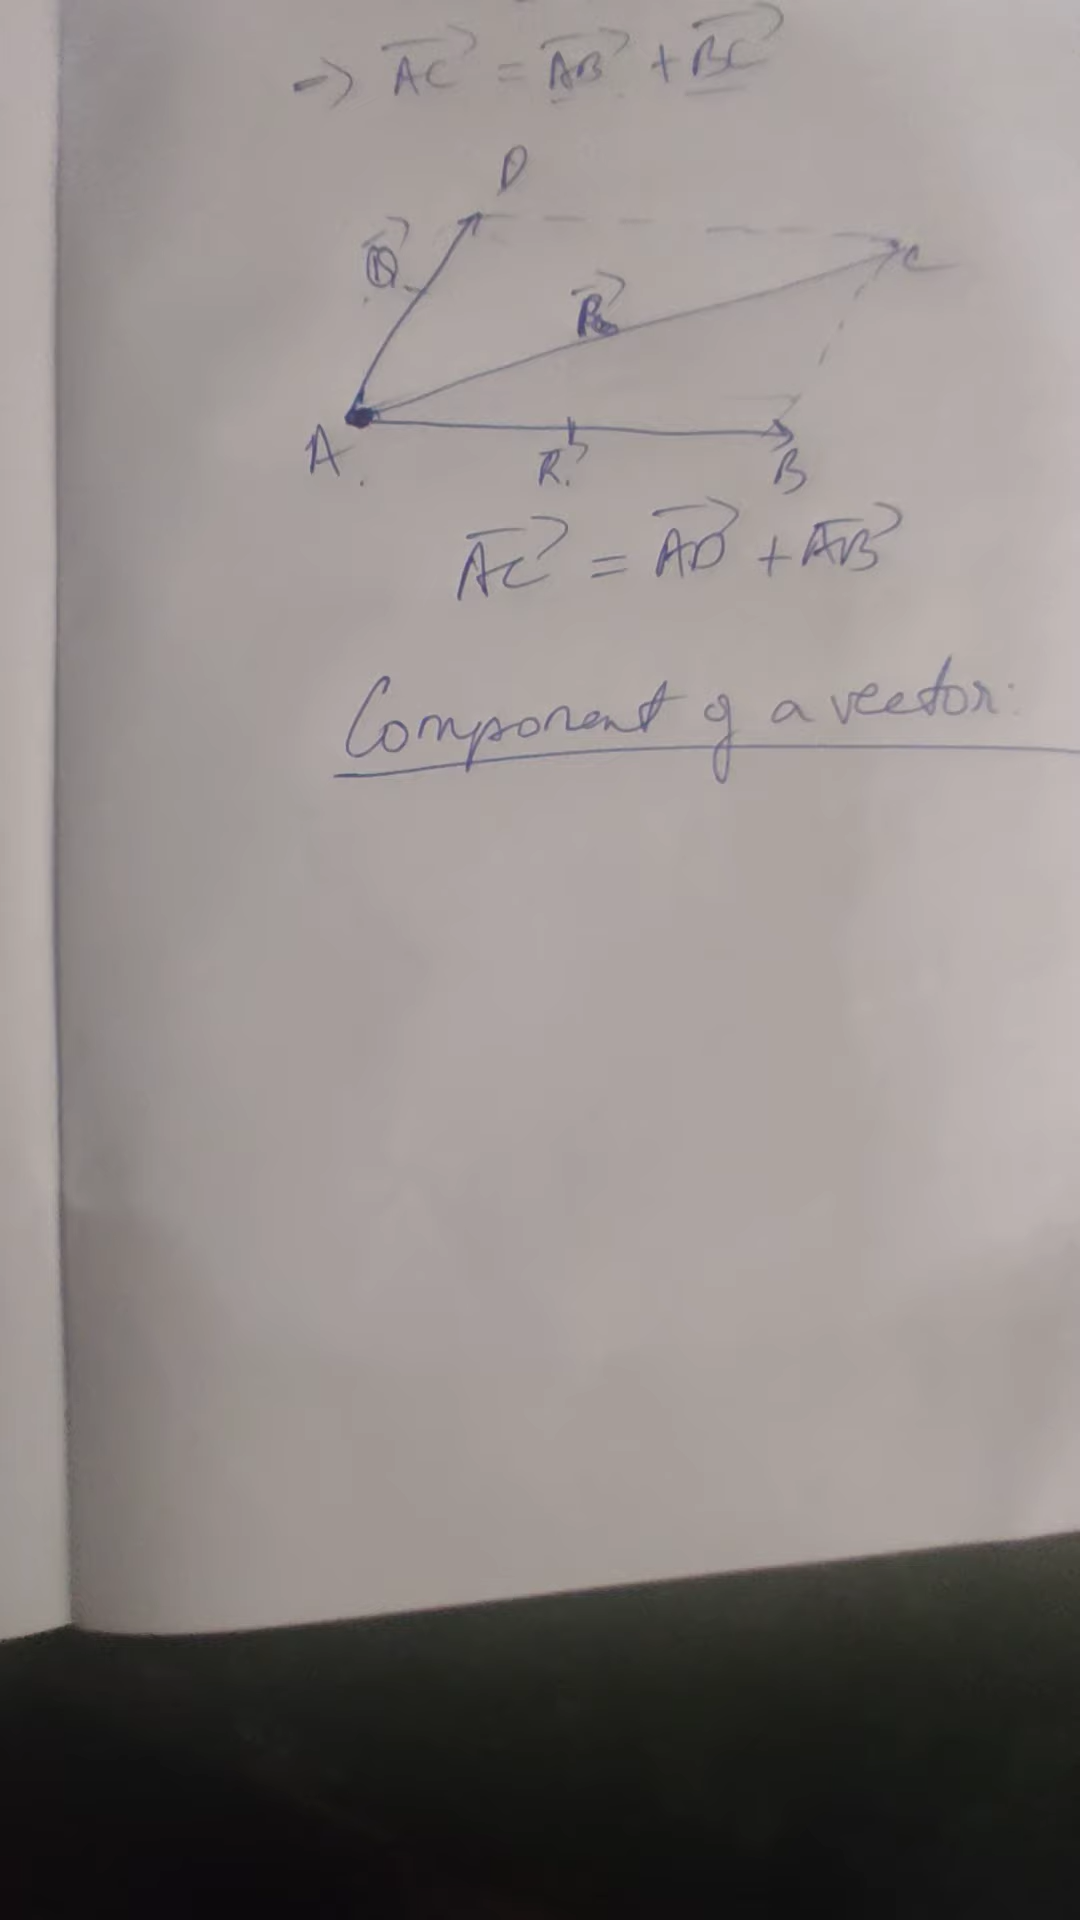 → AC = AB + BC
D
Q
C
R
A
R
B
AC = AD + AB
Component of a vector: